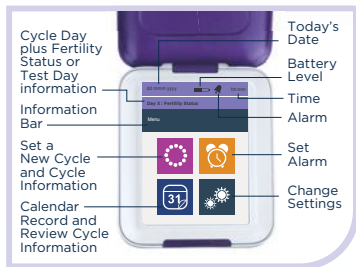 Cycle Day
plus Fertility
Status or
Test Day
information
Information
Bar
Set a
New Cycle
and Cycle
Information
Calendar
Record and
Review Cycle
Information
Day X : Fertility Status
Menu
31
Today's
Date
Battery
Level
Time
Alarm
Set
Alarm
Change
Settings